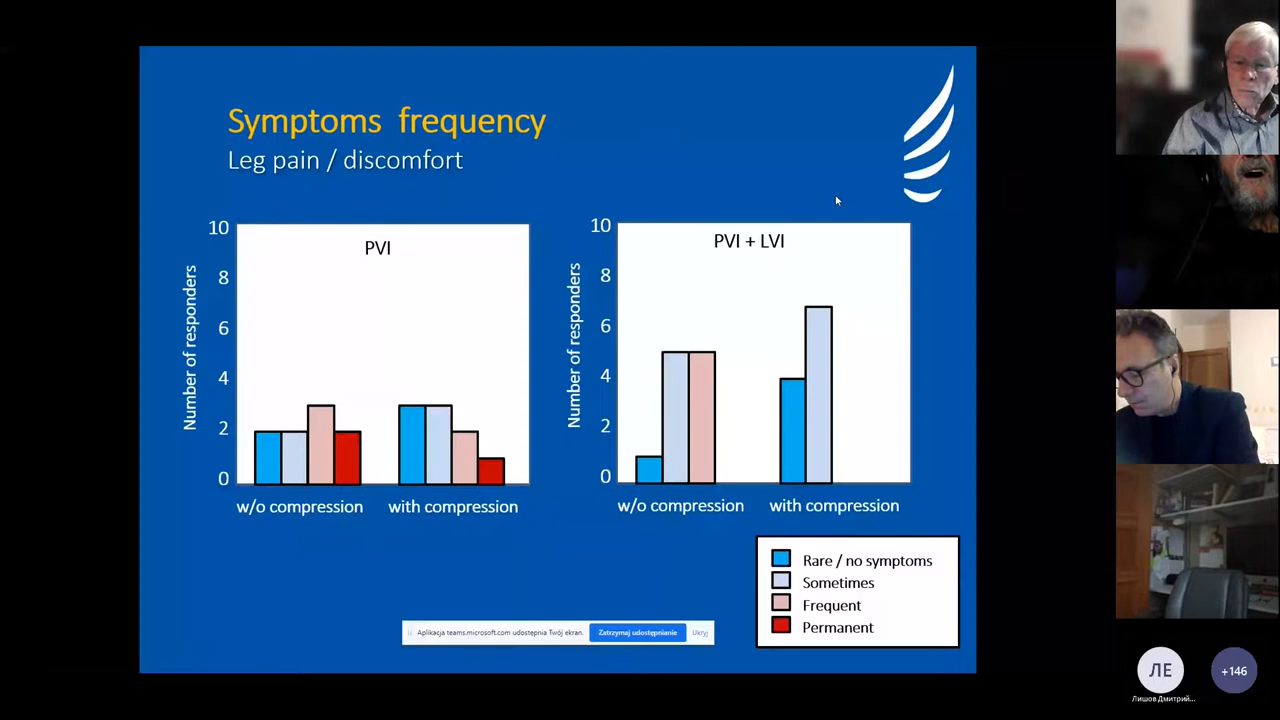 Symptoms frequency
Leg pain / discomfort
PVI
Number of responders
10
8
6
4
2
0
w/o compression
with compression
PVI + LVI
Number of responders
10
8
6
4
2
0
w/o compression
with compression
Rare / no symptoms
Sometimes
Frequent
Permanent
Aplikacja teams.microsoft.com udostępnia Twój ekran. Zatrzymaj udostępnianie Ukryj
ЛЕ
+146
Лишов Дмитрий...